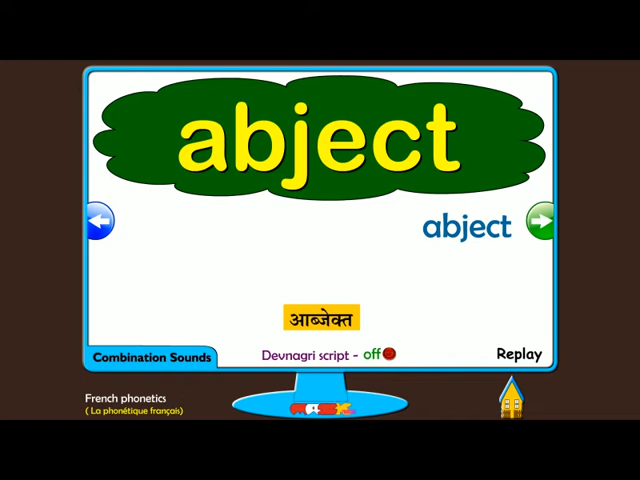 abject
abject
आब्जेक्त
Combination Sounds
Devnagri script - off
Replay
French phonetics
( La phonétique français)